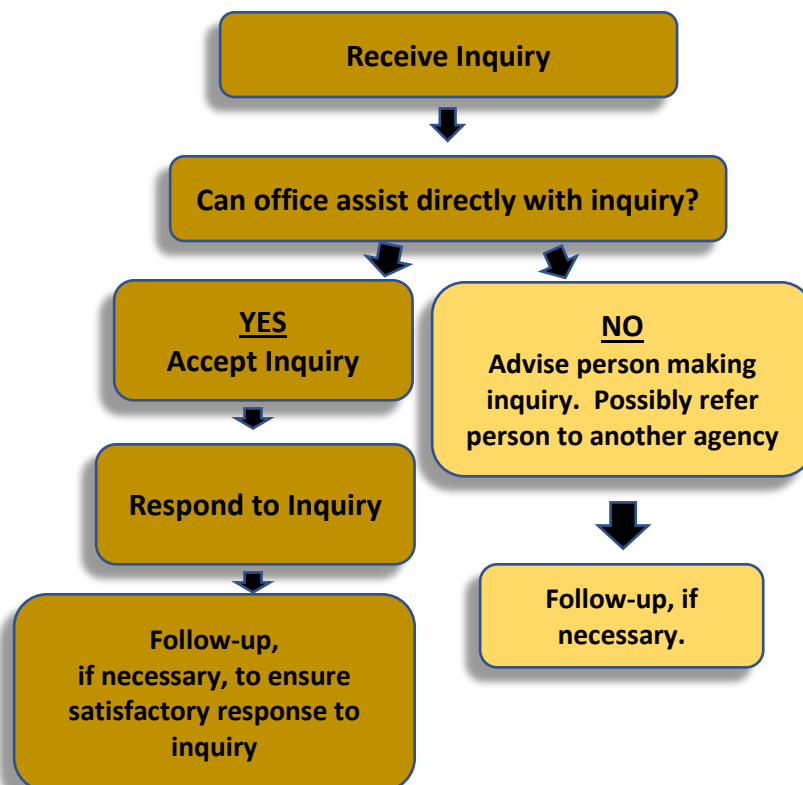 Receive Inquiry
Can office assist directly with inquiry?
YES
Accept Inquiry
NO
Advise person making
inquiry.  Possibly refer
person to another agency
Respond to Inquiry
Follow-up, if
necessary.
Follow-up,
if necessary, to ensure
satisfactory response to
inquiry